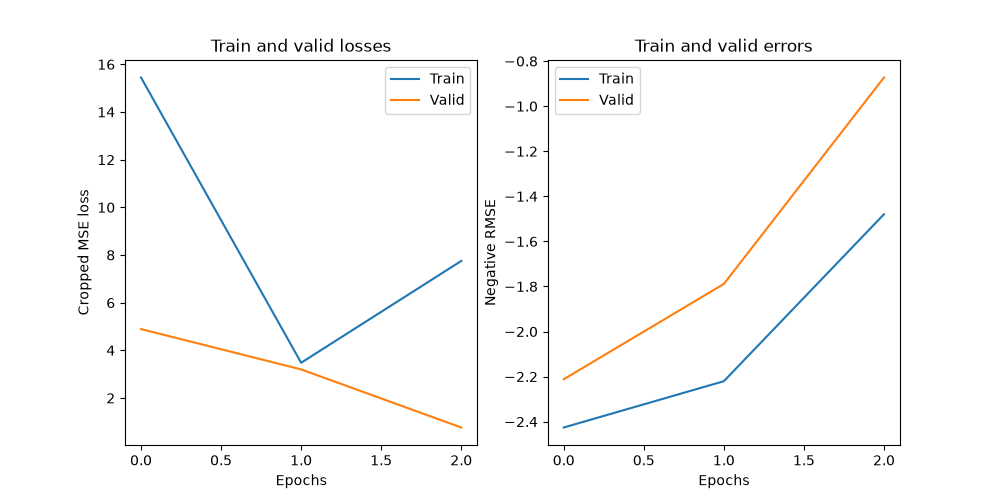 Train and valid losses
Train
Valid
16
14
12
10
8
6
4
2
Cropped MSE loss
0.0 0.5 1.0 1.5 2.0
Epochs
Train and valid errors
Train
Valid
−0.8
−1.0
−1.2
−1.4
−1.6
−1.8
−2.0
−2.2
−2.4
Negative RMSE
0.0 0.5 1.0 1.5 2.0
Epochs